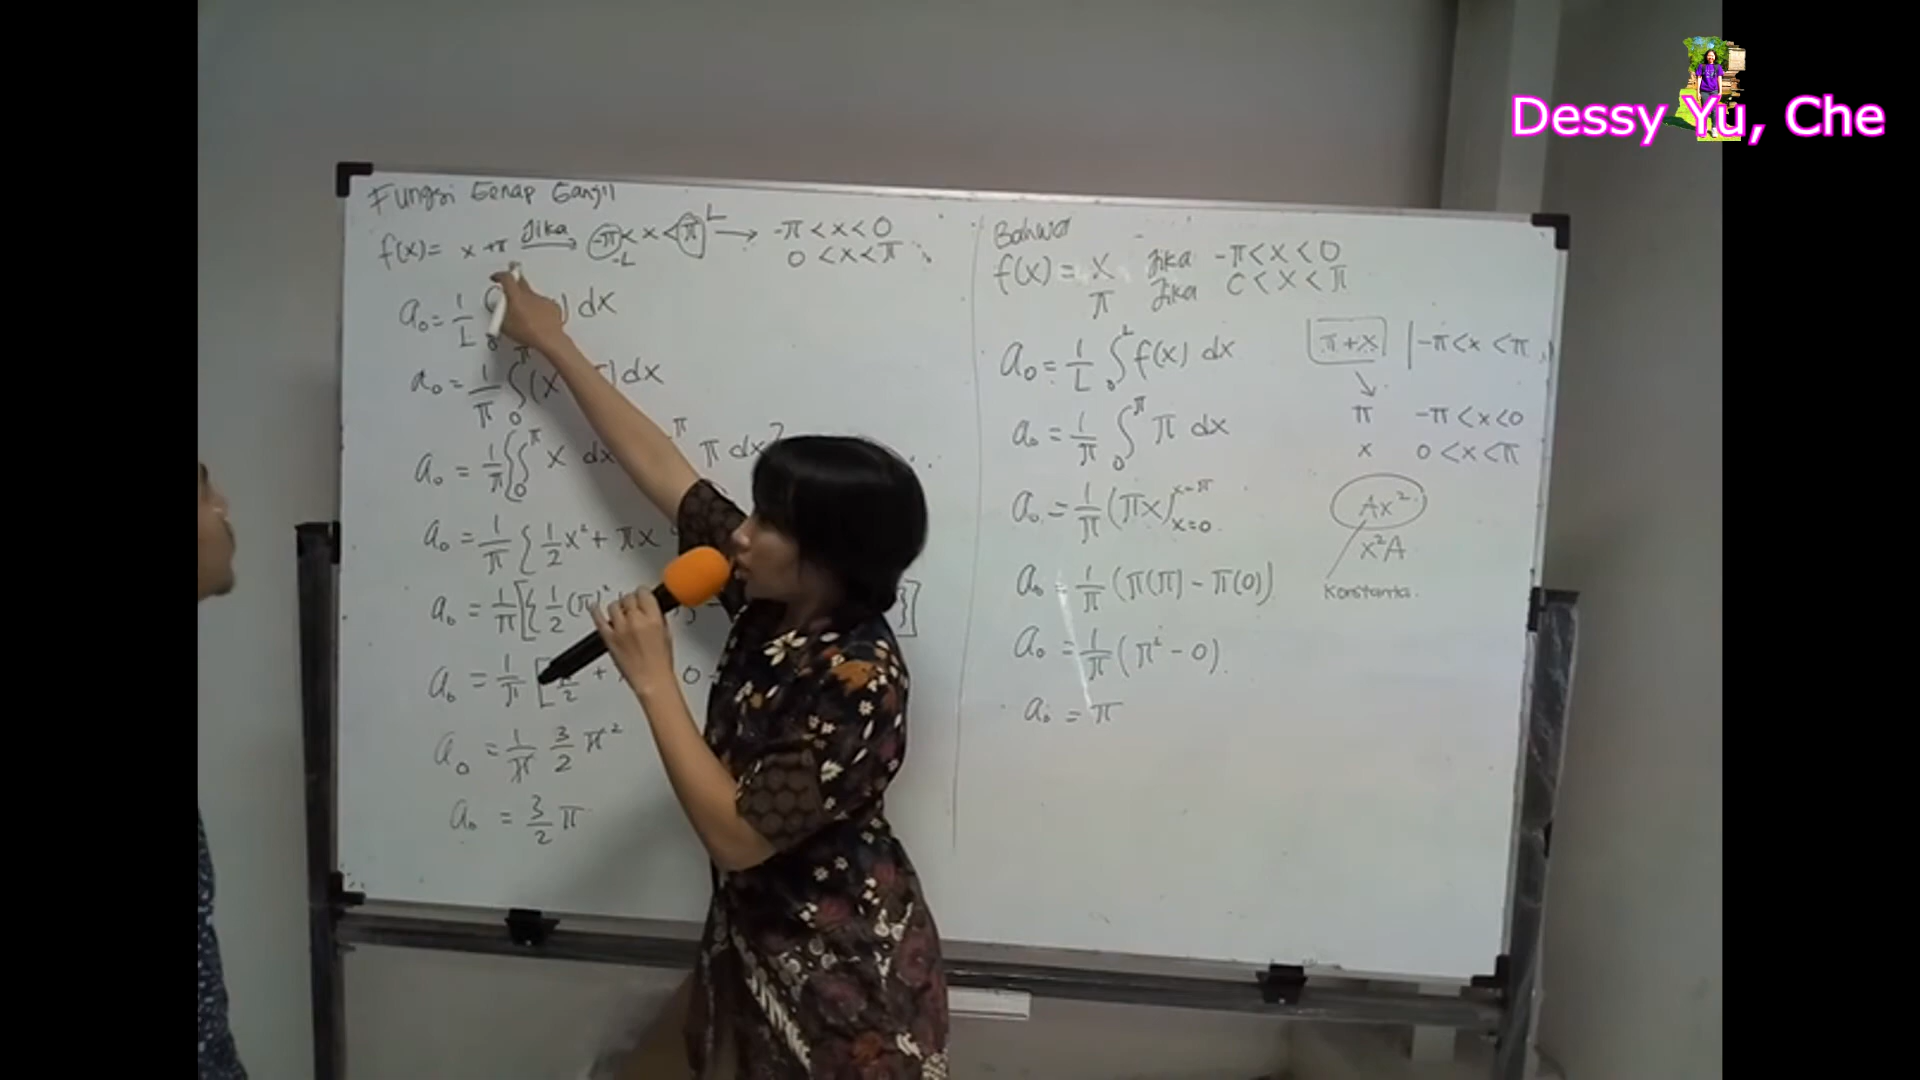 Dessy Yu, Che
Fungsi Genap Ganjil
f(x) = x + π Jika -π < x < π L → -π < x < 0
-L 0 < x < π
a₀ = 1/L dx
a₀ = 1/π ∫₀^π (x ) dx
a₀ = 1/π { ∫₀^π x dx π π dx }
a₀ = 1/π { 1/2 x² + πx
a₀ = 1/π [ { 1/2 (π)² } ]
a₀ = 1/π [ 2 + 0
a₀ = 1/π 3/2 π²
a₀ = 3/2 π
Bahwa
f(x) = x Jika -π < x < 0
π Jika 0 < x < π
a₀ = 1/L ∫₀^L f(x) dx
a₀ = 1/π ∫₀^π π dx
a₀ = 1/π (πx)_{x=0}^{x=π}
a₀ = 1/π (π(π) - π(0))
a₀ = 1/π (π² - 0)
a₀ = π
π + x | -π < x < π
π -π < x < 0
x 0 < x < π
Ax²
x²A
Konstanta